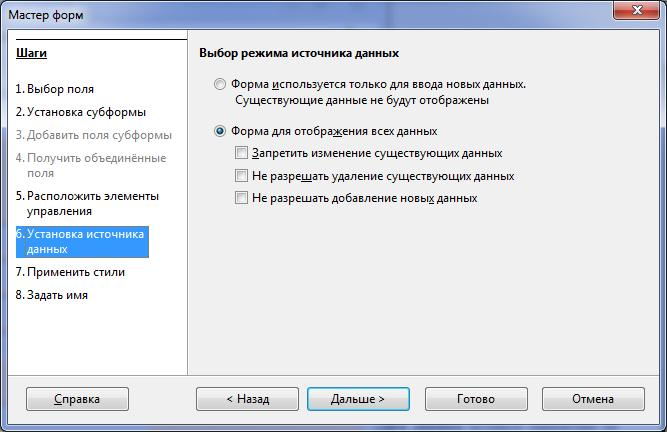 Мастер форм
Шаги
1. Выбор поля
2. Установка субформы
3. Добавить поля субформы
4. Получить объединённые
поля
5. Расположить элементы
управления
6. Установка источника
данных
7. Применить стили
8. Задать имя
Выбор режима источника данных
Форма используется только для ввода новых данных.
Существующие данные не будут отображены
Форма для отображения всех данных
Запретить изменение существующих данных
Не разрешать удаление существующих данных
Не разрешать добавление новых данных
Справка
< Назад
Дальше >
Готово
Отмена